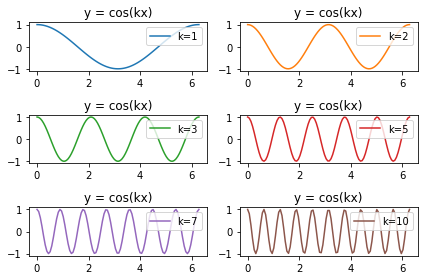 y = cos(kx) y = cos(kx)
1 k=1 1 k=2
0 0
−1 −1
0 2 4 6 0 2 4 6
y = cos(kx) y = cos(kx)
1 k=3 1 k=5
0 0
−1 −1
0 2 4 6 0 2 4 6
y = cos(kx) y = cos(kx)
1 k=7 1 k=10
0 0
−1 −1
0 2 4 6 0 2 4 6